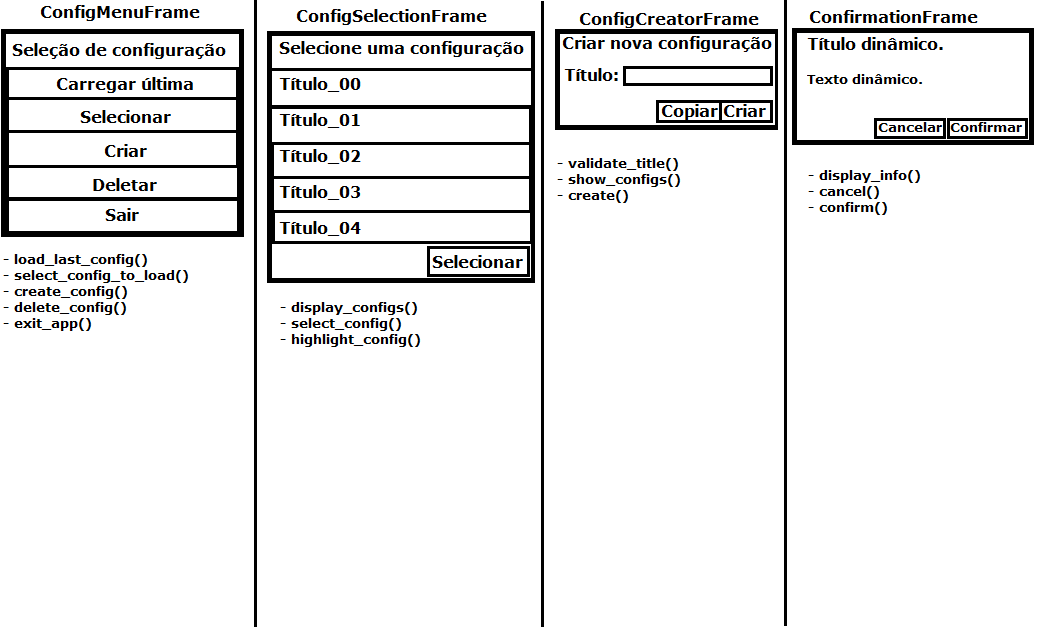 ConfigMenuFrame
Seleção de configuração
Carregar última
Selecionar
Criar
Deletar
Sair
- load_last_config()
- select_config_to_load()
- create_config()
- delete_config()
- exit_app()
ConfigSelectionFrame
Selecione uma configuração
Título_00
Título_01
Título_02
Título_03
Título_04
Selecionar
- display_configs()
- select_config()
- highlight_config()
ConfigCreatorFrame
Criar nova configuração
Título:
Copiar Criar
- validate_title()
- show_configs()
- create()
ConfirmationFrame
Título dinâmico.
Texto dinâmico.
Cancelar Confirmar
- display_info()
- cancel()
- confirm()